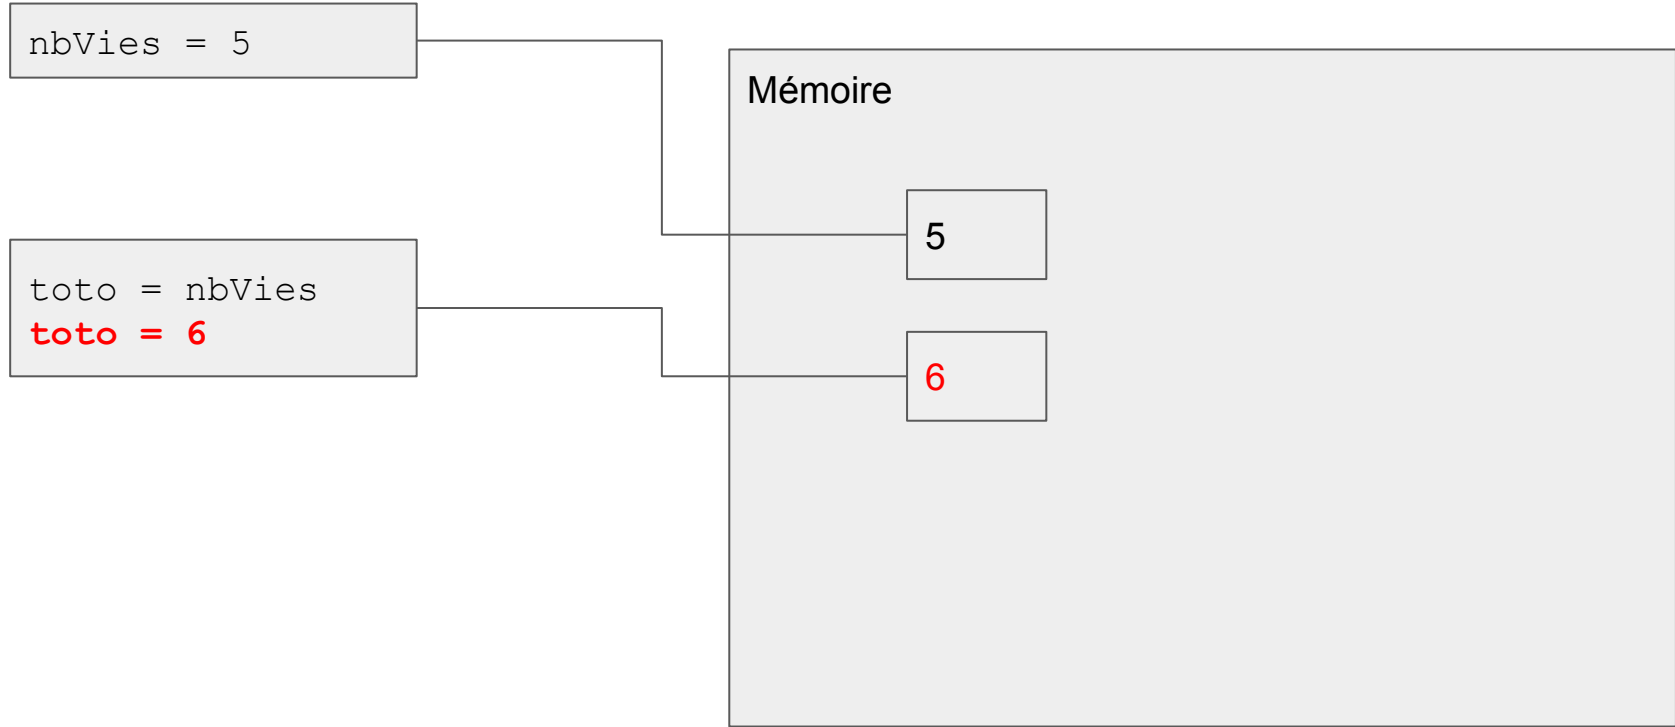 nbVies = 5
Mémoire
5
toto = nbVies
toto = 6
6